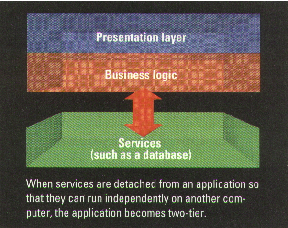 Presentation layer
Business logic
Services
(such as a database)
When services are detached from an application so
that they can run independently on another com-
puter, the application becomes two-tier.